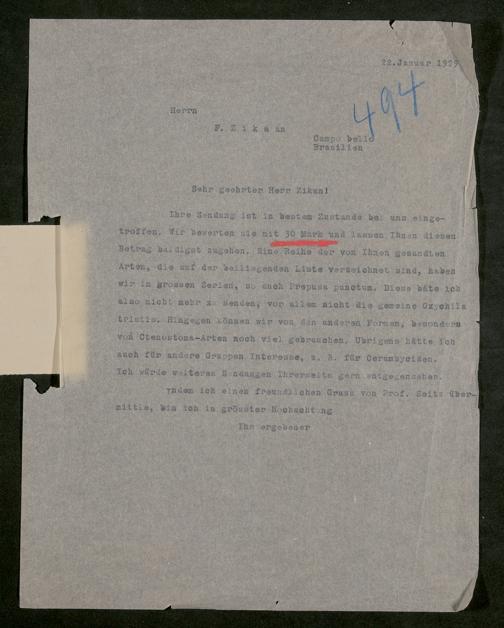 22.Januar 1929
494
Herrn
F. Z i k a n
Campo bello
Brasilien
Sehr geehrter Herr Zikan!
Ihre Sendung ist in bestem Zustande bei uns einge-
troffen. Wir bewerten sie mit 30 Mark und lassen Ihnen diesen
Betrag baldigst zugehen. Eine Reihe der von Ihnen gesandten
Arten, die auf der beiliegenden Liste verzeichnet sind, haben
wir in grossen Serien, so auch Prepusa punctum. Diese bäte ich
also nicht mehr zu senden, vor allem nicht die gemeine Oxychila
tristis. Hingegen können wir von den anderen Formen, besonders
von Ctenostoma-Arten noch viel gebrauchen. Übrigens hätte ich
auch für andere Gruppen Interesse, z. B. für Cerambyciden.
Ich würde weiteren Sendungen Ihrerseits gern entgegensehen.
Yndem ich einen freundlichen Gruss von Prof. Seitz über-
mittle, bin ich in grösster Hochachtung
Ihr ergebener